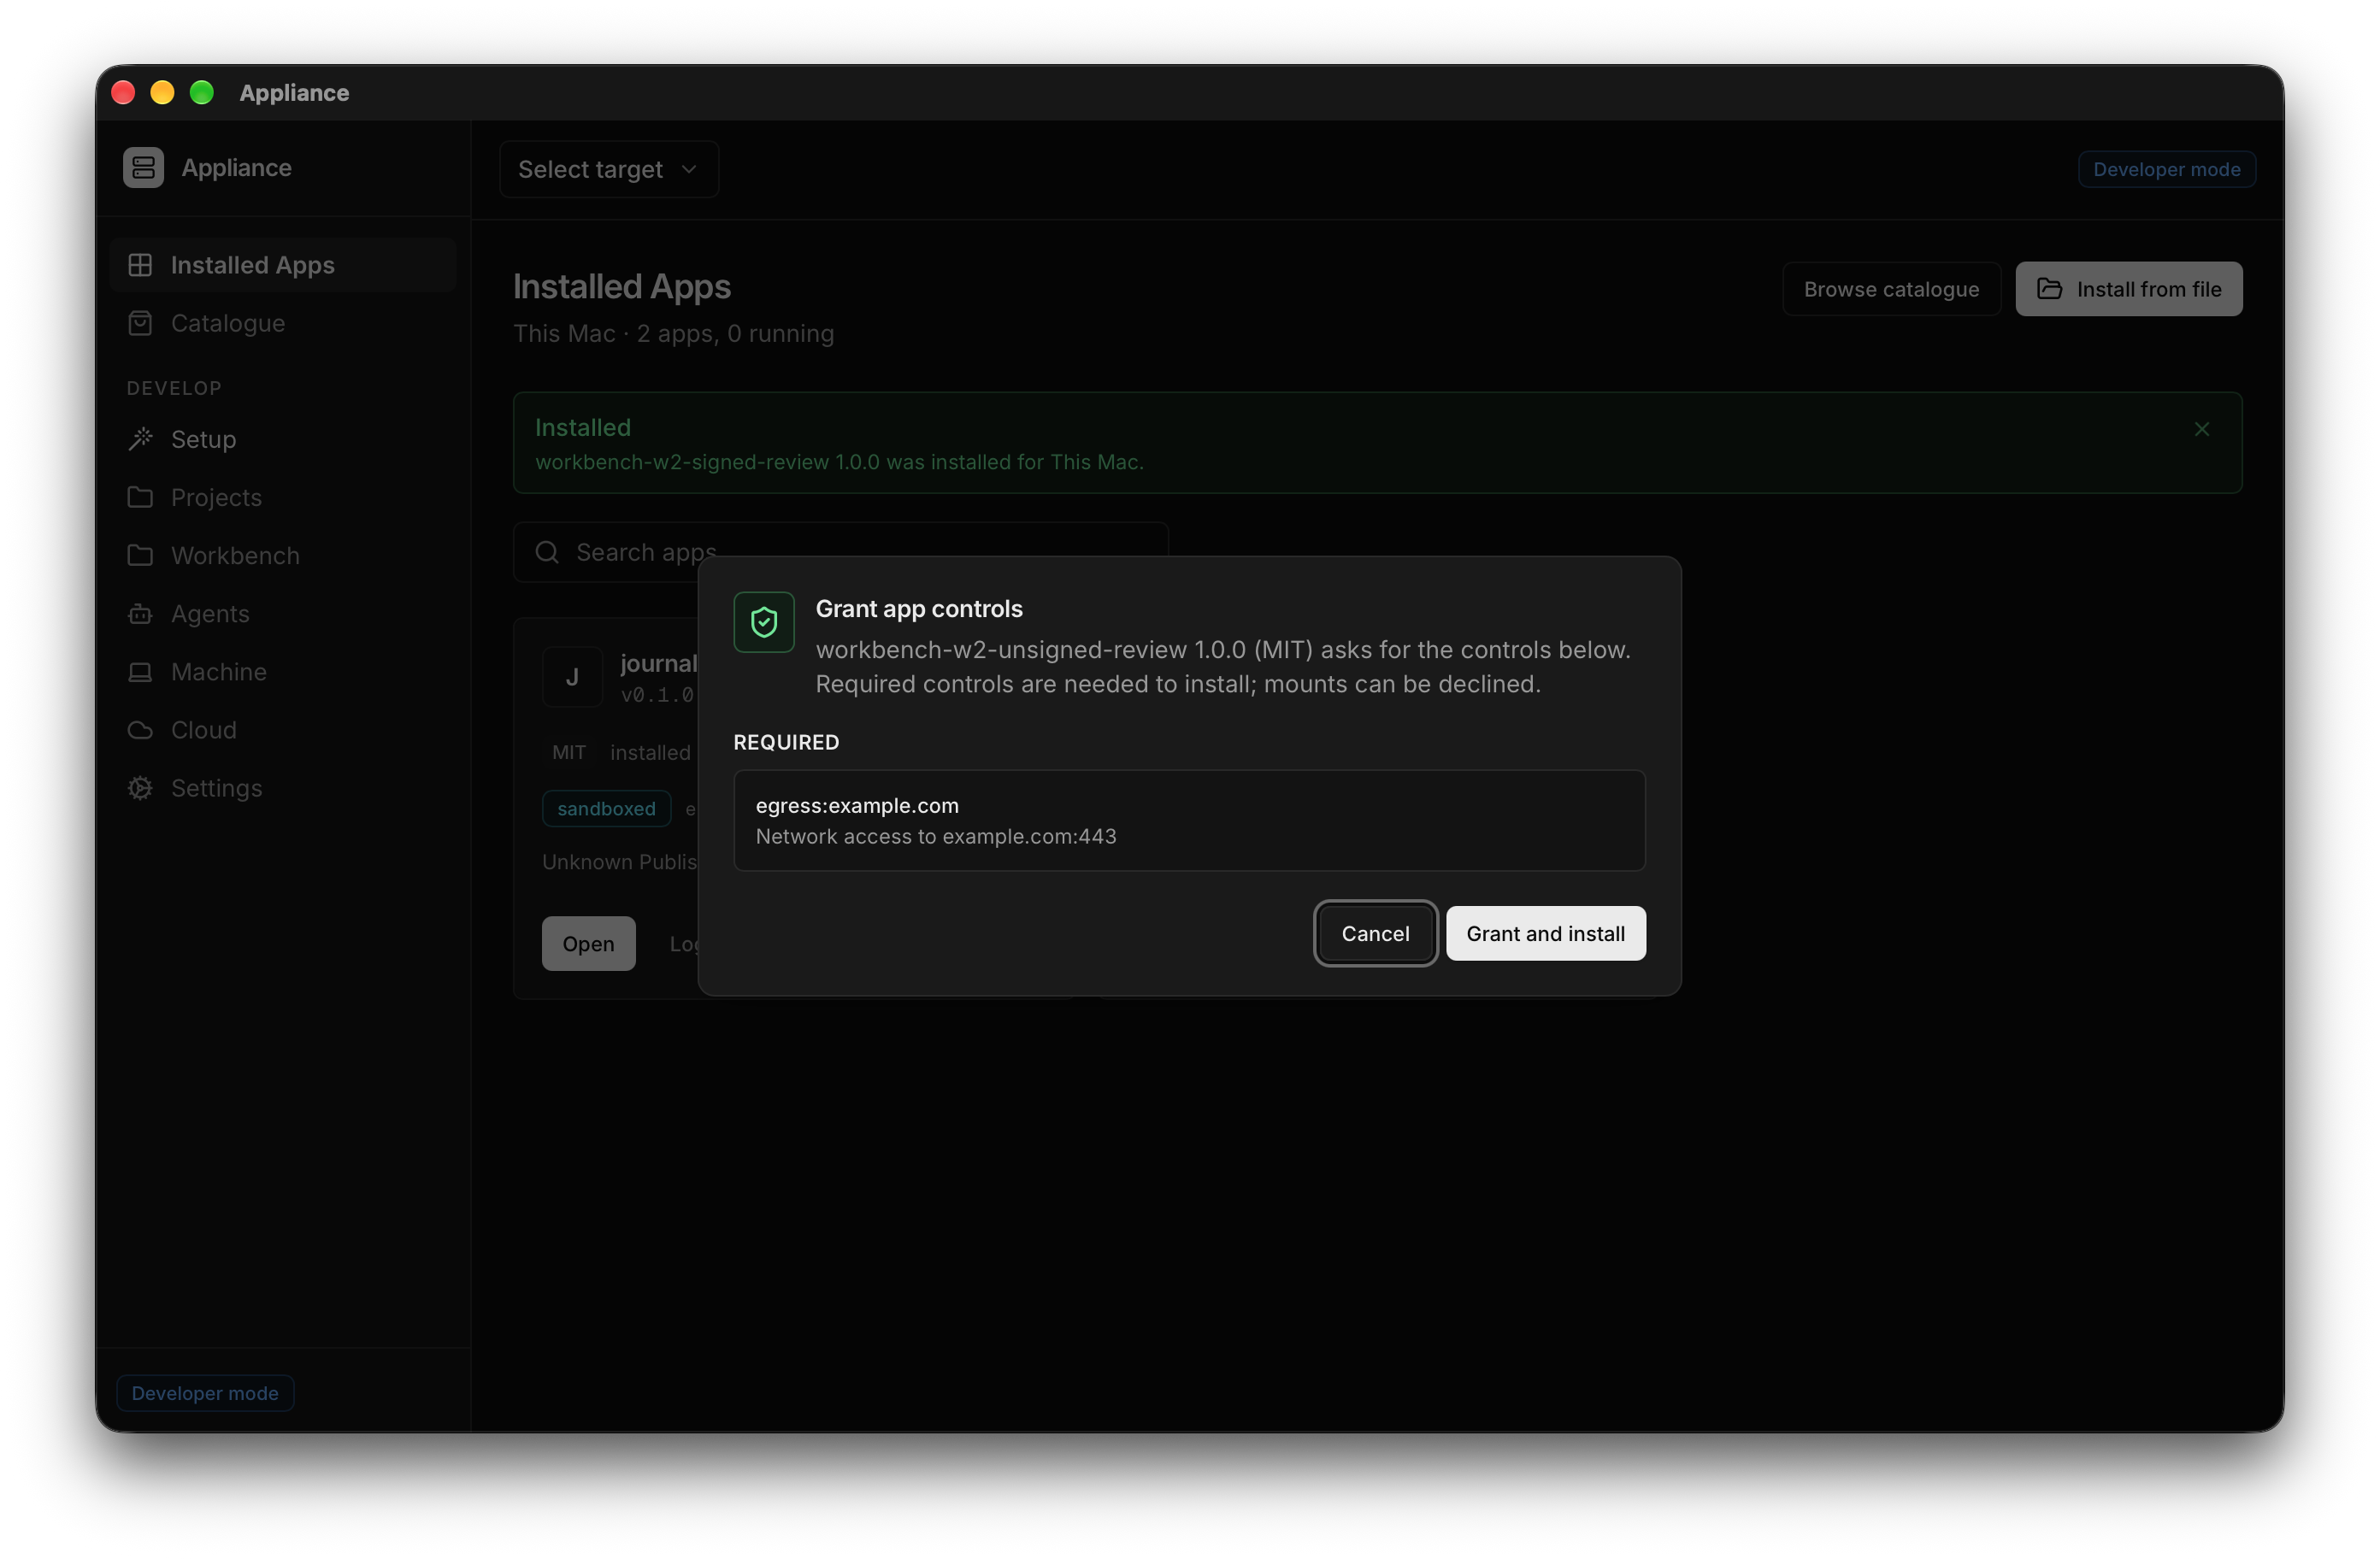 Appliance
Appliance
Select target
Developer mode
Installed Apps
Catalogue
DEVELOP
Setup
Projects
Workbench
Agents
Machine
Cloud
Settings
Developer mode
Installed Apps
This Mac · 2 apps, 0 running
Browse catalogue
Install from file
Installed
workbench-w2-signed-review 1.0.0 was installed for This Mac.
Search apps
J
journal
v0.1.0
MIT installed
sandboxed e
Unknown Publis
Open
Log
Grant app controls
workbench-w2-unsigned-review 1.0.0 (MIT) asks for the controls below.
Required controls are needed to install; mounts can be declined.
REQUIRED
egress:example.com
Network access to example.com:443
Cancel
Grant and install